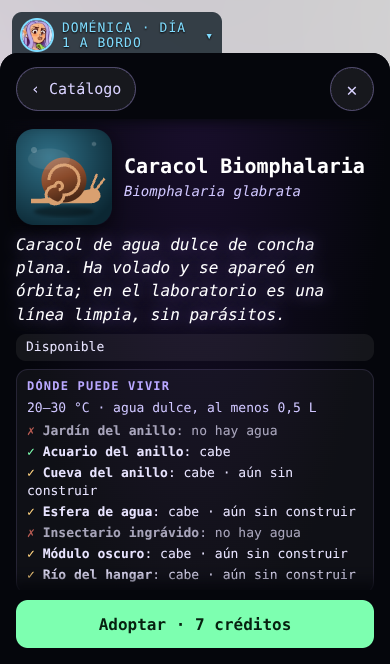 DOMÉNICA · DÍA
1 A BORDO ▾
‹ Catálogo
✕
Caracol Biomphalaria
Biomphalaria glabrata
Caracol de agua dulce de concha
plana. Ha volado y se apareó en
órbita; en el laboratorio es una
línea limpia, sin parásitos.
Disponible
DÓNDE PUEDE VIVIR
20–30 °C · agua dulce, al menos 0,5 L
✗ Jardín del anillo: no hay agua
✓ Acuario del anillo: cabe
✓ Cueva del anillo: cabe · aún sin
construir
✓ Esfera de agua: cabe · aún sin construir
✗ Insectario ingrávido: no hay agua
✓ Módulo oscuro: cabe · aún sin construir
✓ Río del hangar: cabe · aún sin construir
Adoptar · 7 créditos